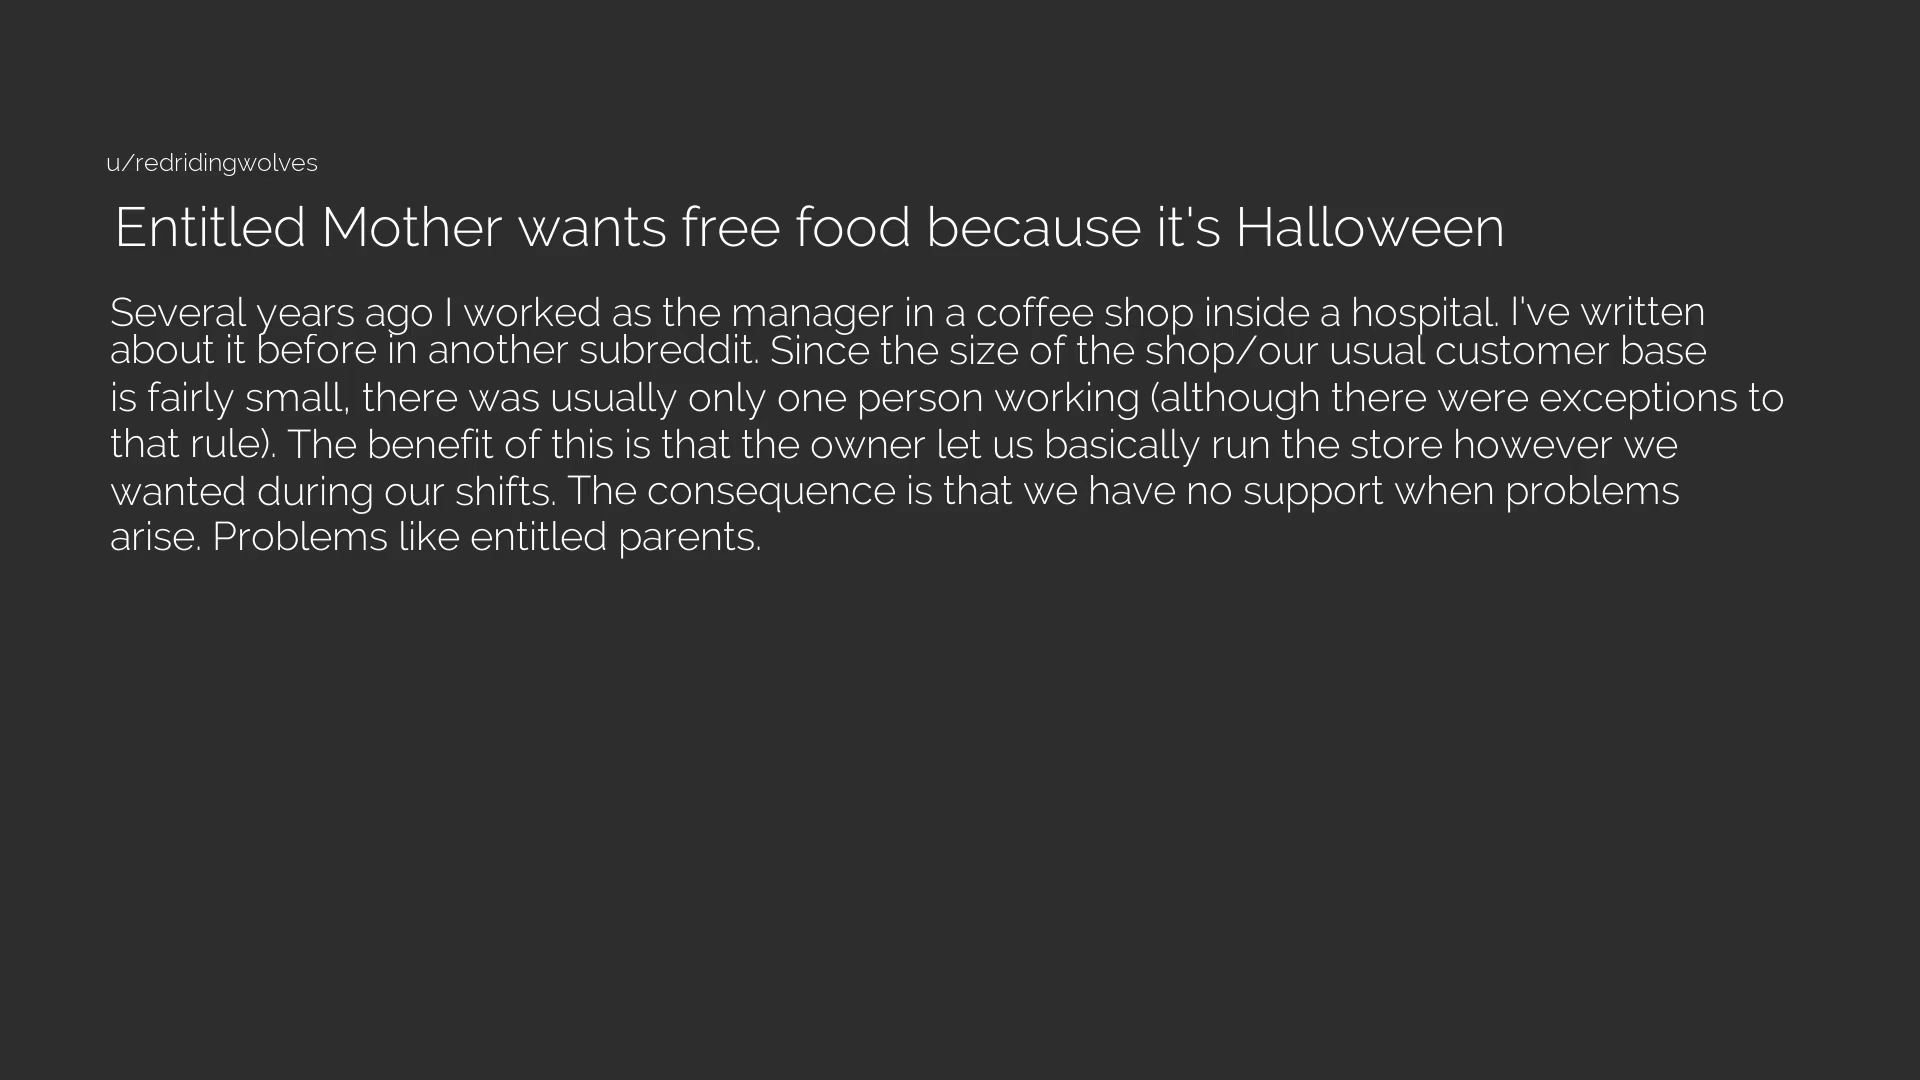 u/redridingwolves
Entitled Mother wants free food because it's Halloween
Several years ago I worked as the manager in a coffee shop inside a hospital. I've written
about it before in another subreddit. Since the size of the shop/our usual customer base
is fairly small, there was usually only one person working (although there were exceptions to
that rule). The benefit of this is that the owner let us basically run the store however we
wanted during our shifts. The consequence is that we have no support when problems
arise. Problems like entitled parents.